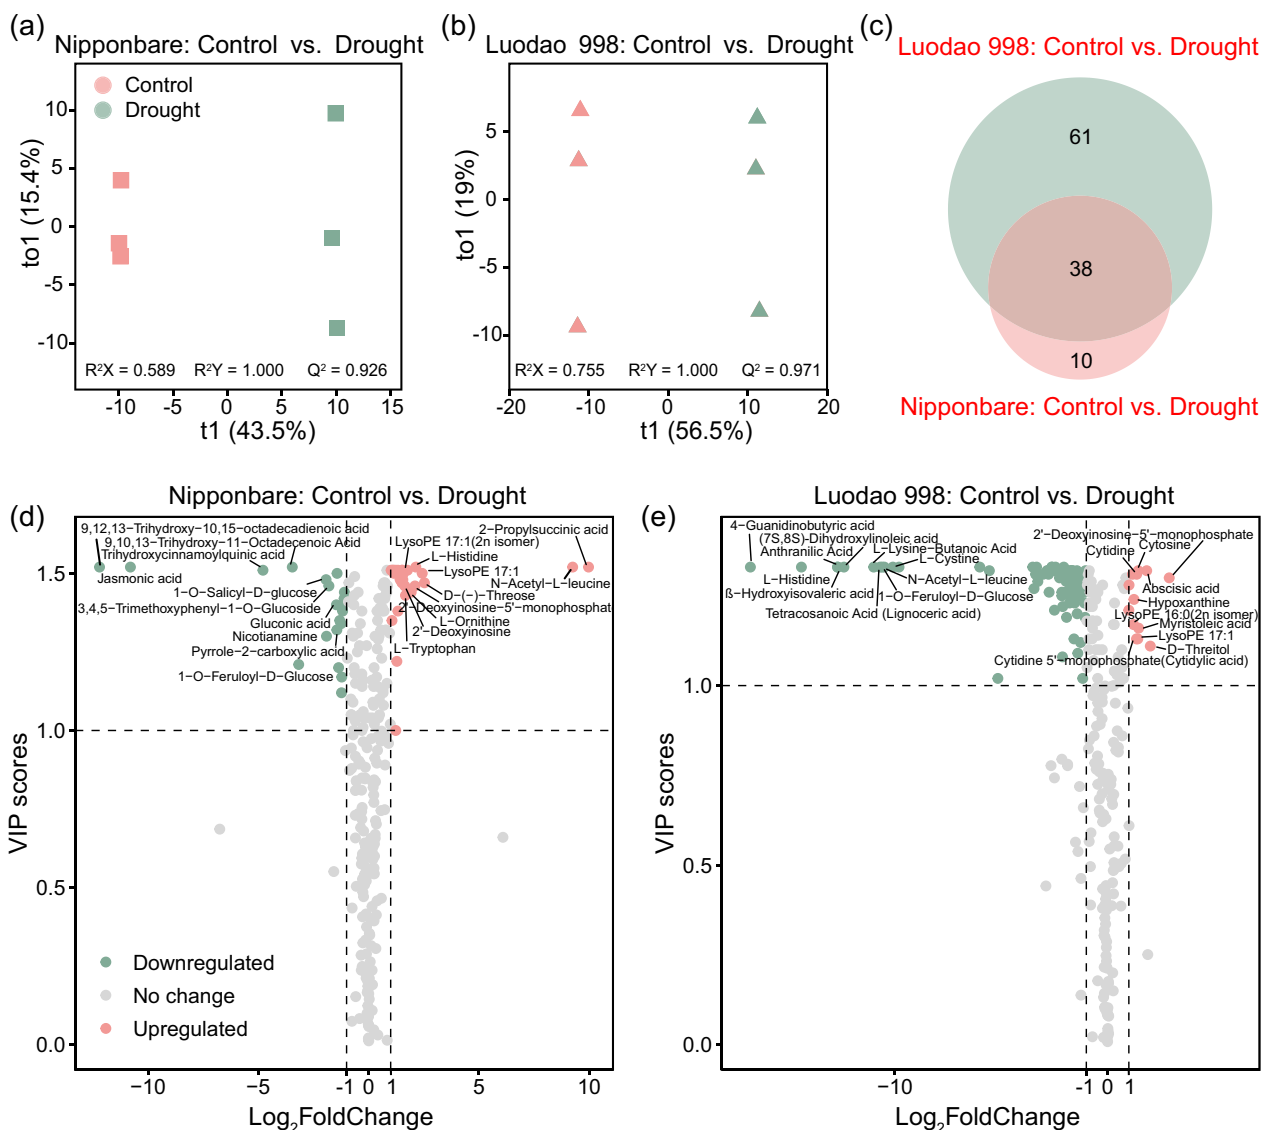 (a)
Nipponbare: Control vs. Drought
Control
Drought
to1 (15.4%)
10
5
0
-5
-10
R²X = 0.589 R²Y = 1.000 Q² = 0.926
-10 -5 0 5 10 15
t1 (43.5%)
(b)
Luodao 998: Control vs. Drought
to1 (19%)
5
0
-5
-10
R²X = 0.755 R²Y = 1.000 Q² = 0.971
-20 -10 0 10 20
t1 (56.5%)
(c)
Luodao 998: Control vs. Drought
61
38
10
Nipponbare: Control vs. Drought
(d)
Nipponbare: Control vs. Drought
9,12,13−Trihydroxy−10,15−octadecadienoic acid
9,10,13−Trihydroxy−11−Octadecenoic Acid
Trihydroxycinnamoylquinic acid
Jasmonic acid
1−O−Salicyl−D−glucose
3,4,5−Trimethoxyphenyl−1−O−Glucoside
Gluconic acid
Nicotianamine
Pyrrole−2−carboxylic acid
1−O−Feruloyl−D−Glucose
2−Propylsuccinic acid
LysoPE 17:1(2n isomer)
L−Histidine
LysoPE 17:1
N−Acetyl−L−leucine
D−(−)−Threose
2'−Deoxyinosine−5'−monophosphate
L−Ornithine
2'−Deoxyinosine
L−Tryptophan
VIP scores
1.5
1.0
0.5
0.0
Downregulated
No change
Upregulated
−10 −5 -1 0 1 5 10
Log₂FoldChange
(e)
Luodao 998: Control vs. Drought
4−Guanidinobutyric acid
(7S,8S)−Dihydroxylinoleic acid
Anthranilic Acid
L−Lysine−Butanoic Acid
L−Cystine
L−Histidine
N−Acetyl−L−leucine
ß−Hydroxyisovaleric acid
1−O−Feruloyl−D−Glucose
Tetracosanoic Acid (Lignoceric acid)
2'−Deoxyinosine−5'−monophosphate
Cytidine
Cytosine
Abscisic acid
Hypoxanthine
LysoPE 16:0(2n isomer)
Myristoleic acid
LysoPE 17:1
D−Threitol
Cytidine 5'−monophosphate(Cytidylic acid)
VIP scores
1.0
0.5
0.0
−10 -1 0 1
Log₂FoldChange